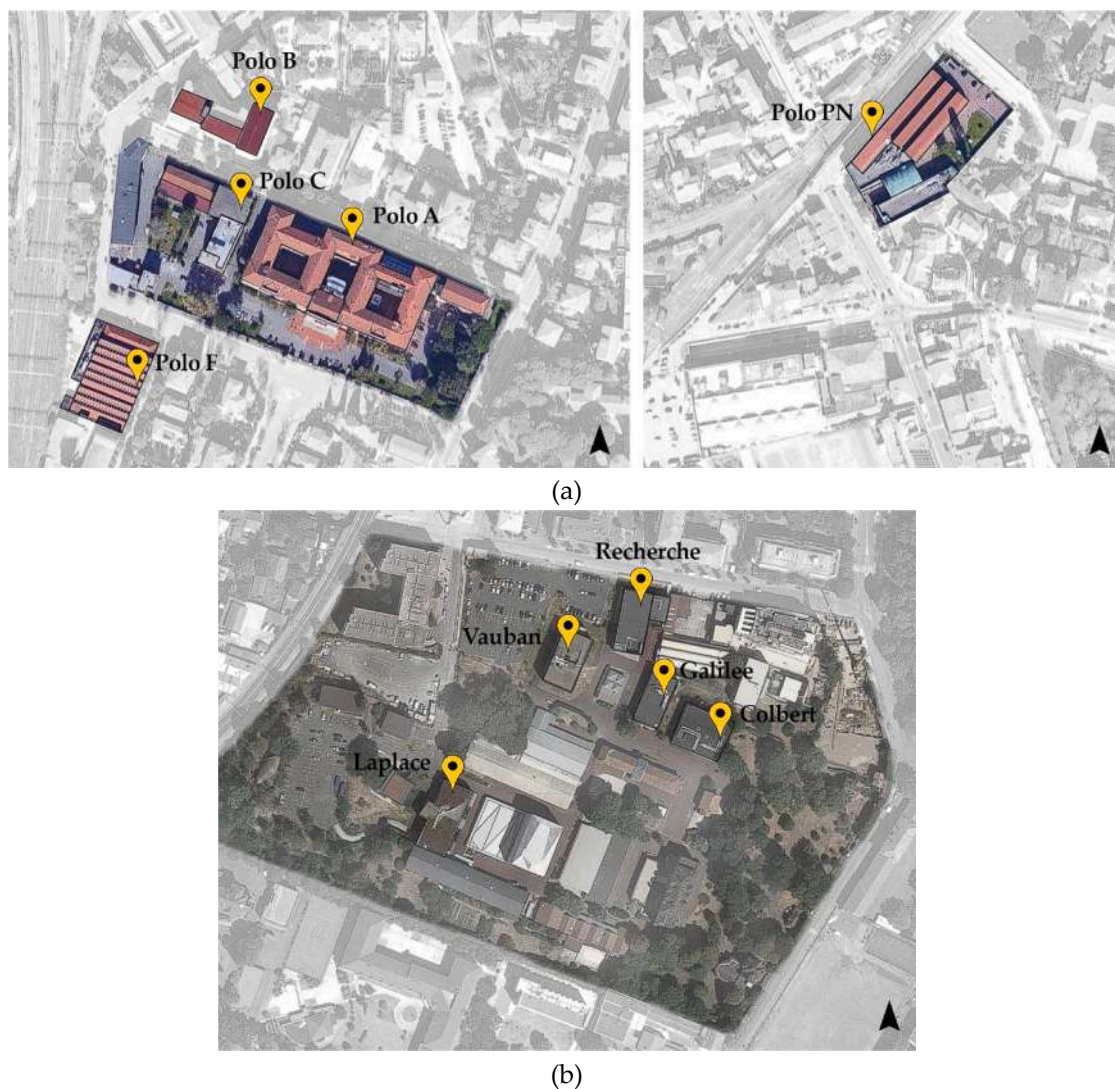 Polo B
Polo PN
Polo C
Polo A
Polo F
(a)
Recherche
Vauban
Galilee
Colbert
Laplace
(b)